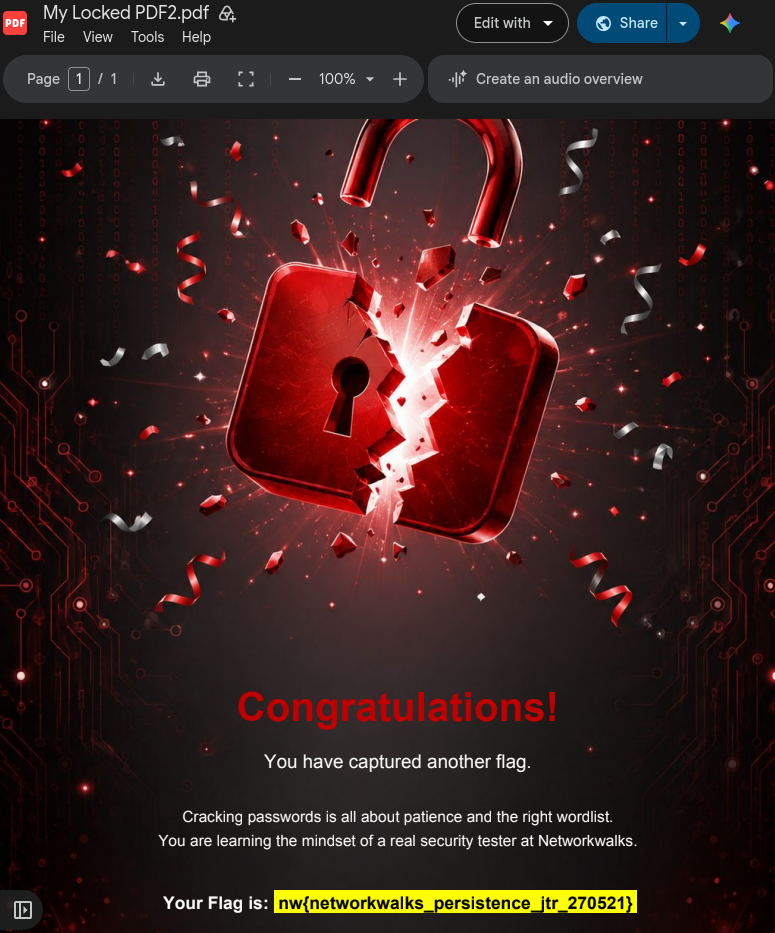 PDF
My Locked PDF2.pdf
File View Tools Help
Edit with
Share
Page 1 / 1
100%
Create an audio overview
Congratulations!
You have captured another flag.
Cracking passwords is all about patience and the right wordlist.
You are learning the mindset of a real security tester at Networkwalks.
Your Flag is: nw{networkwalks_persistence_jtr_270521}